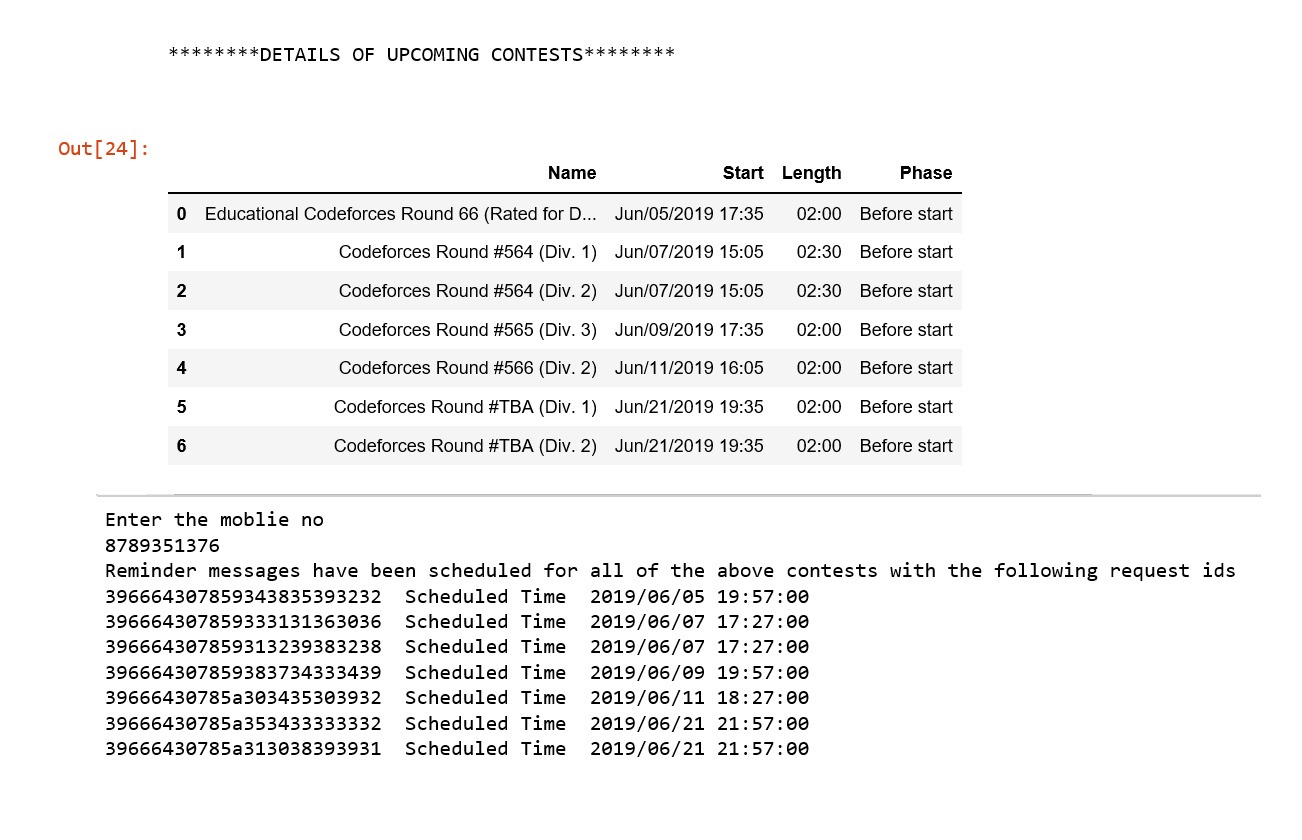 ********DETAILS OF UPCOMING CONTESTS********
Out[24]:
Name Start Length Phase
0 Educational Codeforces Round 66 (Rated for D... Jun/05/2019 17:35 02:00 Before start
1 Codeforces Round #564 (Div. 1) Jun/07/2019 15:05 02:30 Before start
2 Codeforces Round #564 (Div. 2) Jun/07/2019 15:05 02:30 Before start
3 Codeforces Round #565 (Div. 3) Jun/09/2019 17:35 02:00 Before start
4 Codeforces Round #566 (Div. 2) Jun/11/2019 16:05 02:00 Before start
5 Codeforces Round #TBA (Div. 1) Jun/21/2019 19:35 02:00 Before start
6 Codeforces Round #TBA (Div. 2) Jun/21/2019 19:35 02:00 Before start
Enter the moblie no
8789351376
Reminder messages have been scheduled for all of the above contests with the following request ids
396664307859343835393232 Scheduled Time 2019/06/05 19:57:00
396664307859333131363036 Scheduled Time 2019/06/07 17:27:00
396664307859313239383238 Scheduled Time 2019/06/07 17:27:00
396664307859383734333439 Scheduled Time 2019/06/09 19:57:00
39666430785a303435303932 Scheduled Time 2019/06/11 18:27:00
39666430785a353433333332 Scheduled Time 2019/06/21 21:57:00
39666430785a313038393931 Scheduled Time 2019/06/21 21:57:00